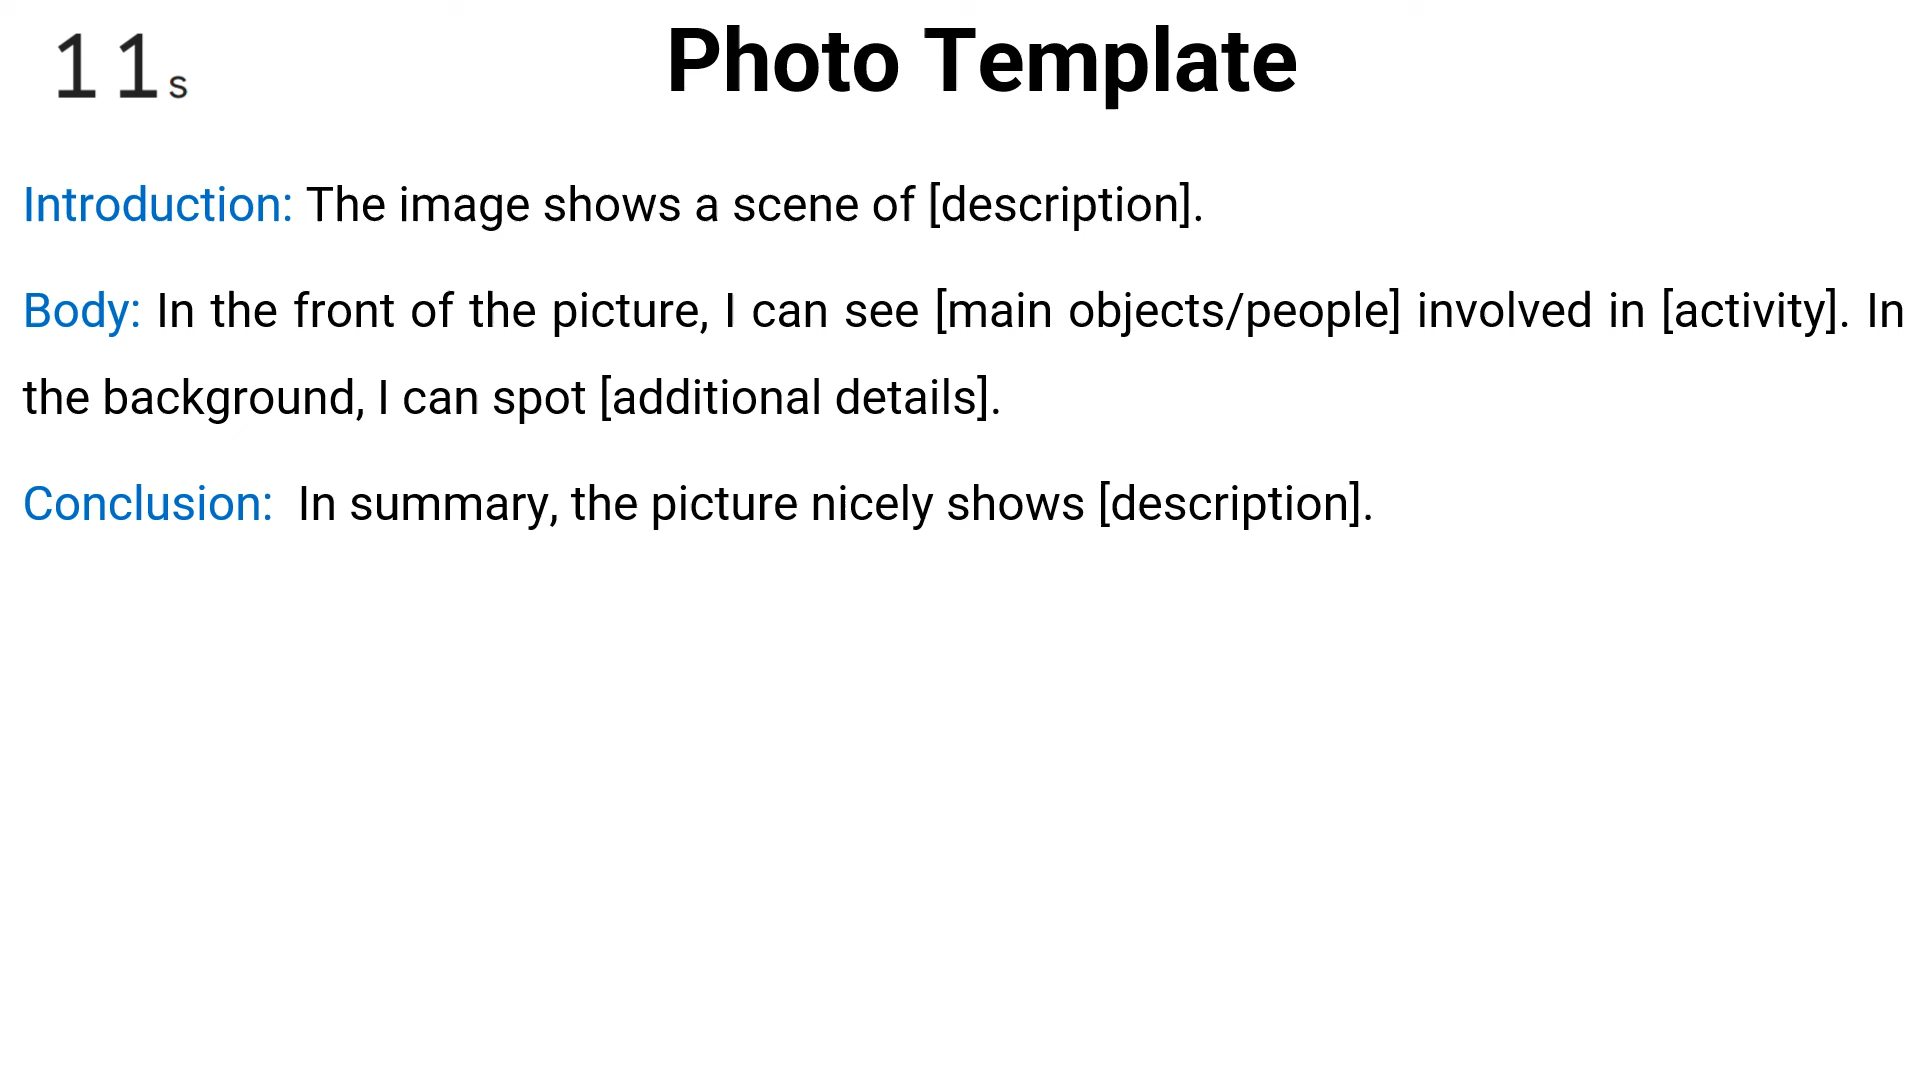 11s
Photo Template
Introduction: The image shows a scene of [description].
Body: In the front of the picture, I can see [main objects/people] involved in [activity]. In
the background, I can spot [additional details].
Conclusion:  In summary, the picture nicely shows [description].